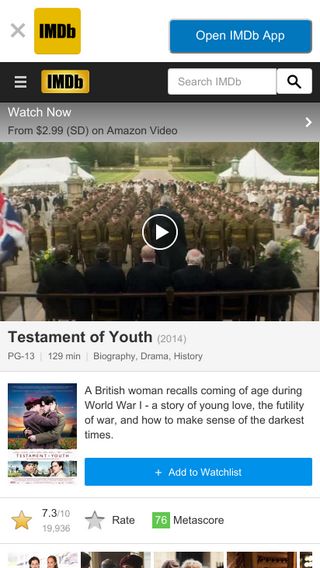 IMDb
Open IMDb App
IMDb
Search IMDb
Watch Now
From $2.99 (SD) on Amazon Video
Testament of Youth (2014)
PG-13 | 129 min | Biography, Drama, History
A British woman recalls coming of age during
World War I - a story of young love, the futility
of war, and how to make sense of the darkest
times.
TESTAMENT OF YOUTH
+ Add to Watchlist
7.3/10
19,936
Rate
76 Metascore